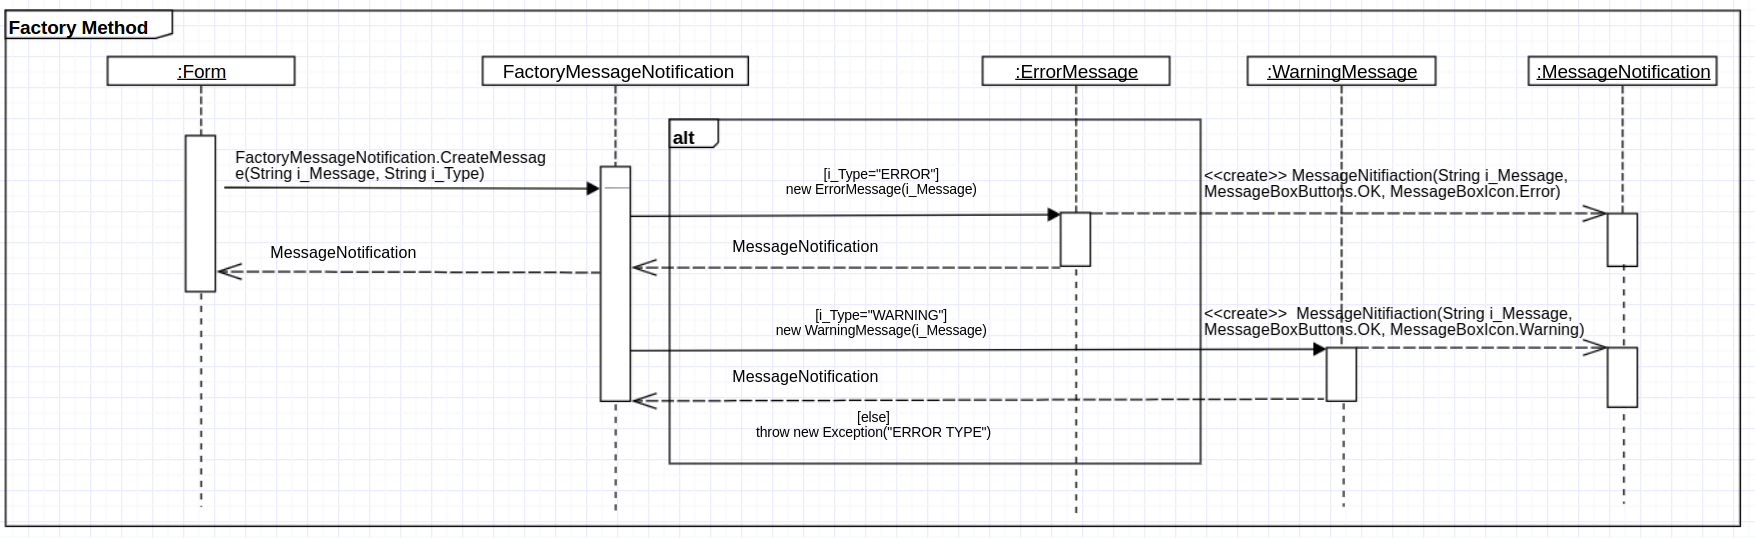 Factory Method
:Form
FactoryMessageNotification
:ErrorMessage
:WarningMessage
:MessageNotification
alt
FactoryMessageNotification.CreateMessag
e(String i_Message, String i_Type)
[i_Type="ERROR"]
new ErrorMessage(i_Message)
<<create>> MessageNitifiaction(String i_Message,
MessageBoxButtons.OK, MessageBoxIcon.Error)
MessageNotification
MessageNotification
[i_Type="WARNING"]
new WarningMessage(i_Message)
<<create>>  MessageNitifiaction(String i_Message,
MessageBoxButtons.OK, MessageBoxIcon.Warning)
MessageNotification
[else]
throw new Exception("ERROR TYPE")